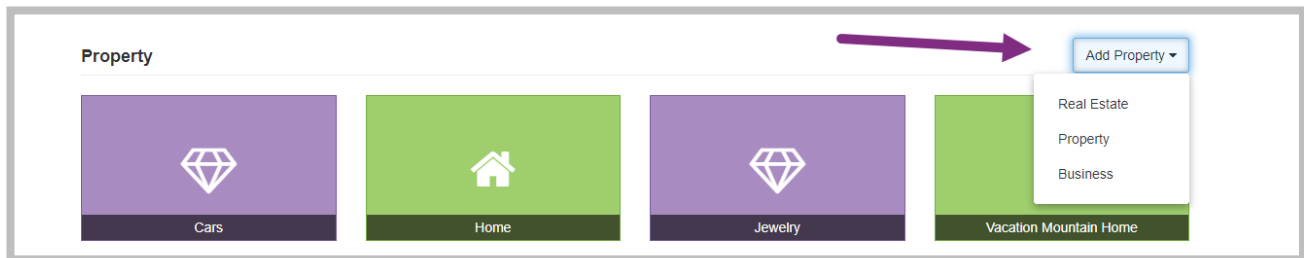 Property
Add Property
Real Estate
Property
Business
Cars
Home
Jewelry
Vacation Mountain Home